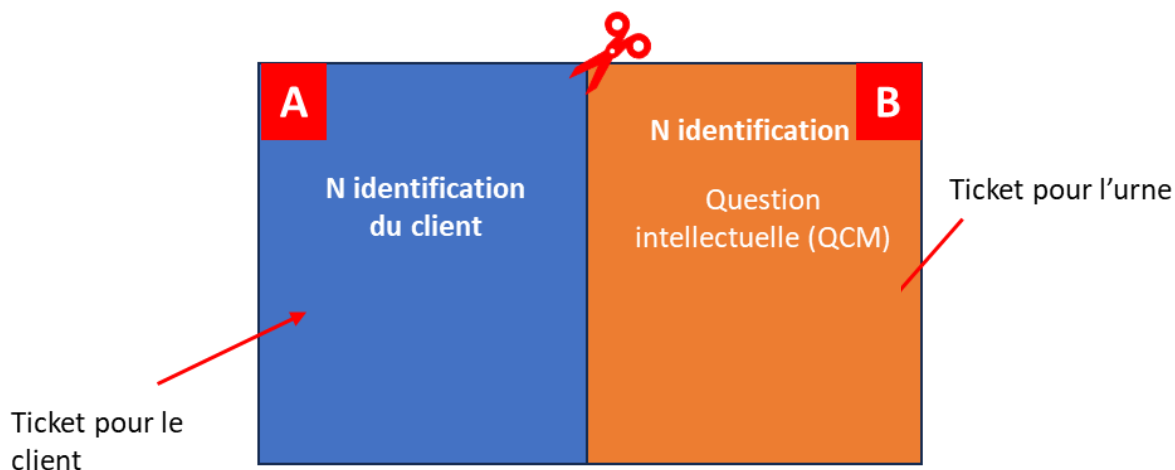 A
N identification
du client
B
N identification
Question
intellectuelle (QCM)
Ticket pour l'urne
Ticket pour le
client